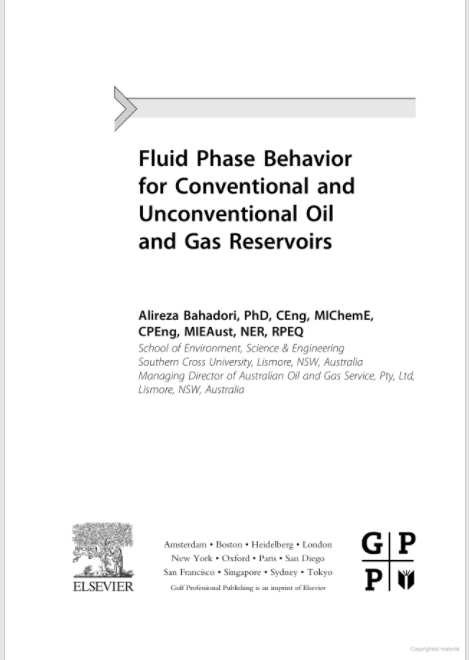 Fluid Phase Behavior
for Conventional and
Unconventional Oil
and Gas Reservoirs
Alireza Bahadori, PhD, CEng, MIChemE,
CPEng, MIEAust, NER, RPEQ
School of Environment, Science & Engineering
Southern Cross University, Lismore, NSW, Australia
Managing Director of Australian Oil and Gas Service, Pty, Ltd,
Lismore, NSW, Australia
ELSEVIER
Amsterdam • Boston • Heidelberg • London
New York • Oxford • Paris • San Diego
San Francisco • Singapore • Sydney • Tokyo
Golf Professional Publishing is an imprint of Elsevier
G P
P
Copyrighted material